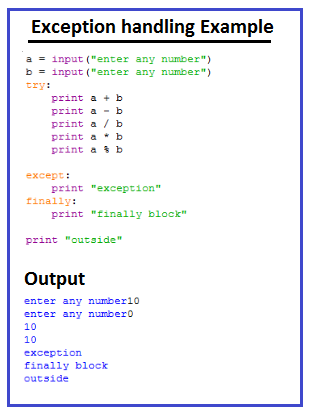 Exception handling Example
a = input("enter any number")
b = input("enter any number")
try:
    print a + b
    print a - b
    print a / b
    print a * b
    print a % b
except:
    print "exception"
finally:
    print "finally block"
print "outside"
Output
enter any number10
enter any number0
10
10
exception
finally block
outside